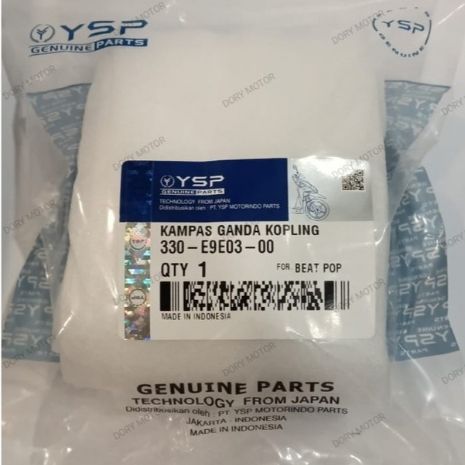 YSP
GENUINE PARTS
YSP
GENUINE PARTS
TECHNOLOGY FROM JAPAN
Didistribusikan oleh : PT. YSP MOTORINDO PARTS
KAMPAS GANDA KOPLING
330-E9E03-00
QTY 1
FOR BEAT POP
MADE IN INDONESIA
GENUINE PARTS
TECHNOLOGY FROM JAPAN
Didistribusikan oleh : PT. YSP MOTORINDO PARTS
JAKARTA - INDONESIA
MADE IN INDONESIA
DORY MOTOR